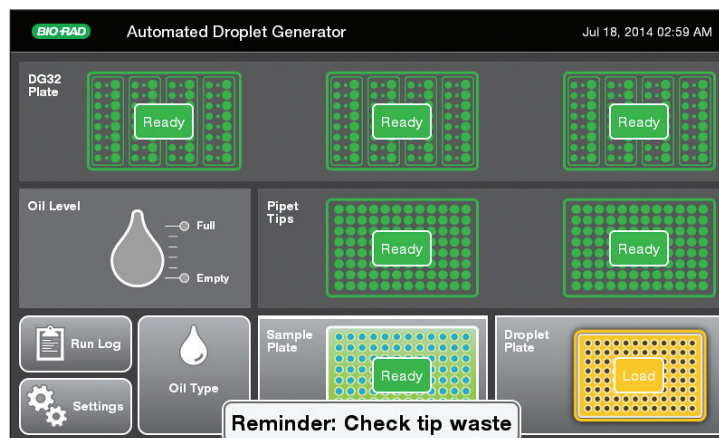 BIO-RAD
Automated Droplet Generator
Jul 18, 2014 02:59 AM
DG32
Plate
Ready
Ready
Ready
Oil Level
Full
Empty
Pipet
Tips
Ready
Ready
Run Log
Settings
Oil Type
Sample
Plate
Ready
Droplet
Plate
Load
Reminder: Check tip waste